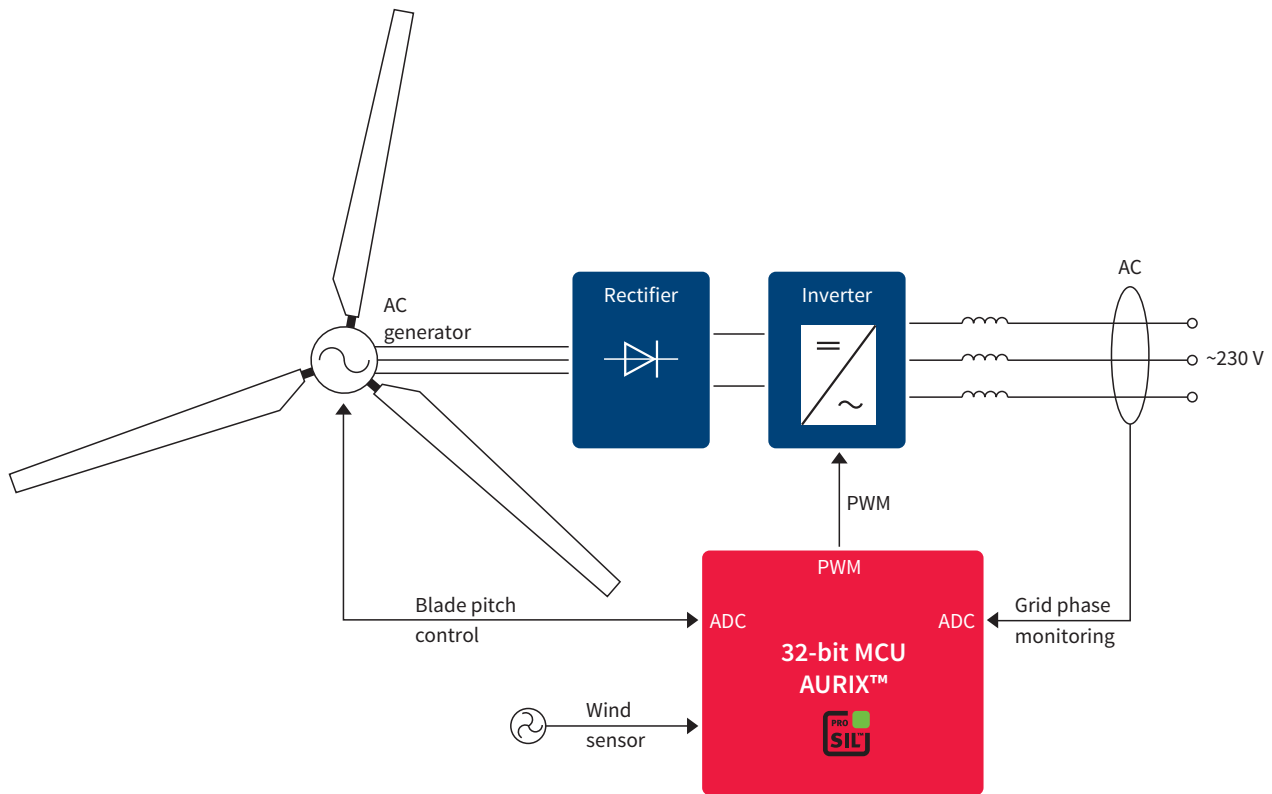 AC
generator
Rectifier
Inverter
AC
~230 V
PWM
PWM
Blade pitch
control
ADC
ADC
Grid phase
monitoring
32-bit MCU
AURIX™
PRO
SIL™
Wind
sensor